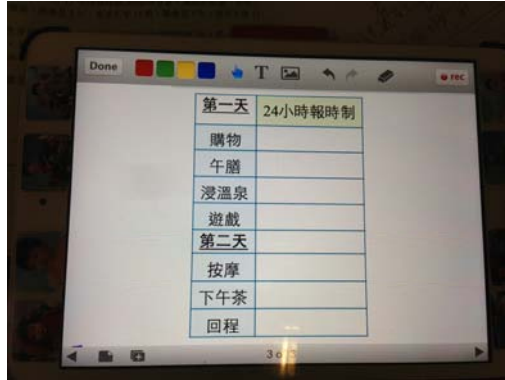 Done T rec
第一天 24小時報時制
購物
午膳
浸溫泉
遊戲
第二天
按摩
下午茶
回程